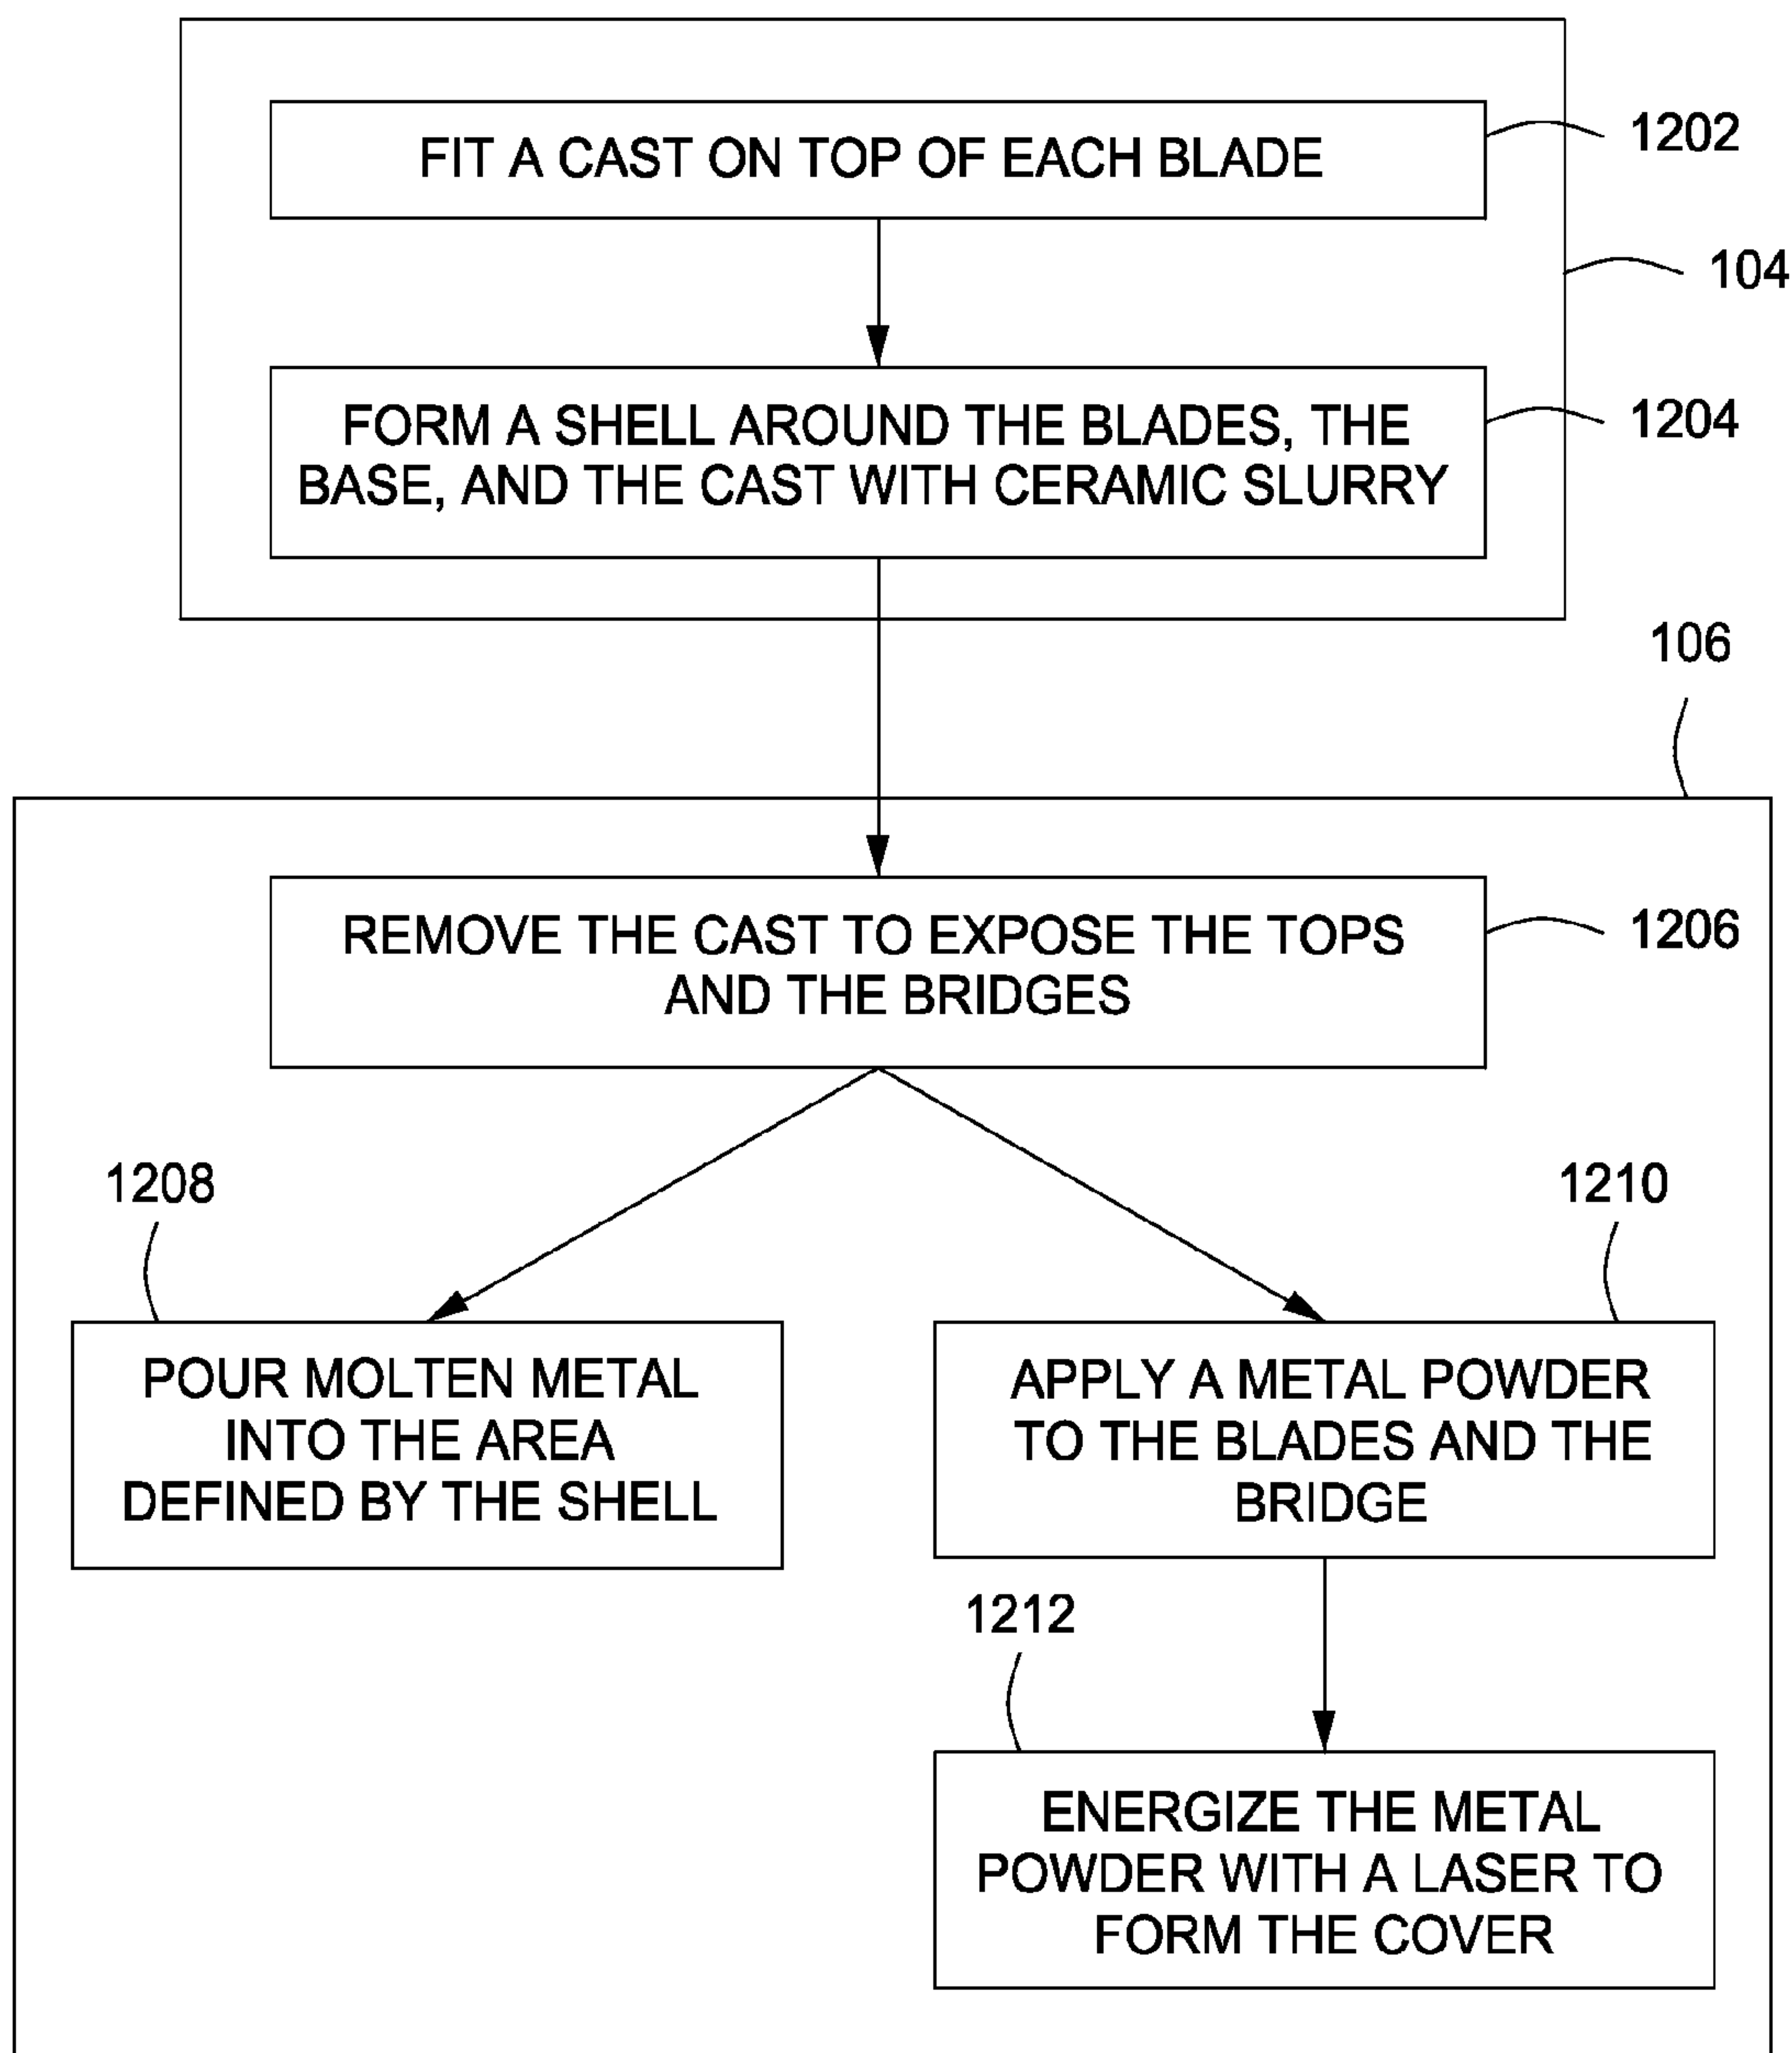 FIT A CAST ON TOP OF EACH BLADE
1202
104
FORM A SHELL AROUND THE BLADES, THE
BASE, AND THE CAST WITH CERAMIC SLURRY
1204
106
REMOVE THE CAST TO EXPOSE THE TOPS
AND THE BRIDGES
1206
1208
POUR MOLTEN METAL
INTO THE AREA
DEFINED BY THE SHELL
1210
APPLY A METAL POWDER
TO THE BLADES AND THE
BRIDGE
1212
ENERGIZE THE METAL
POWDER WITH A LASER TO
FORM THE COVER